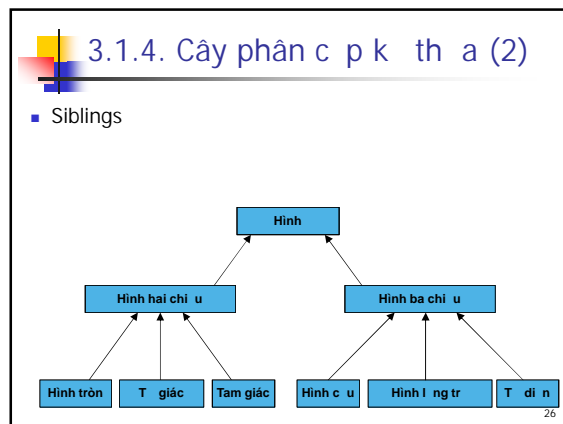 3.1.4. Cây phân c p k th a (2)
Siblings
Hình
Hình hai chi u
Hình ba chi u
Hình tròn
T giác
Tam giác
Hình c u
Hình l ng tr
T di n
26